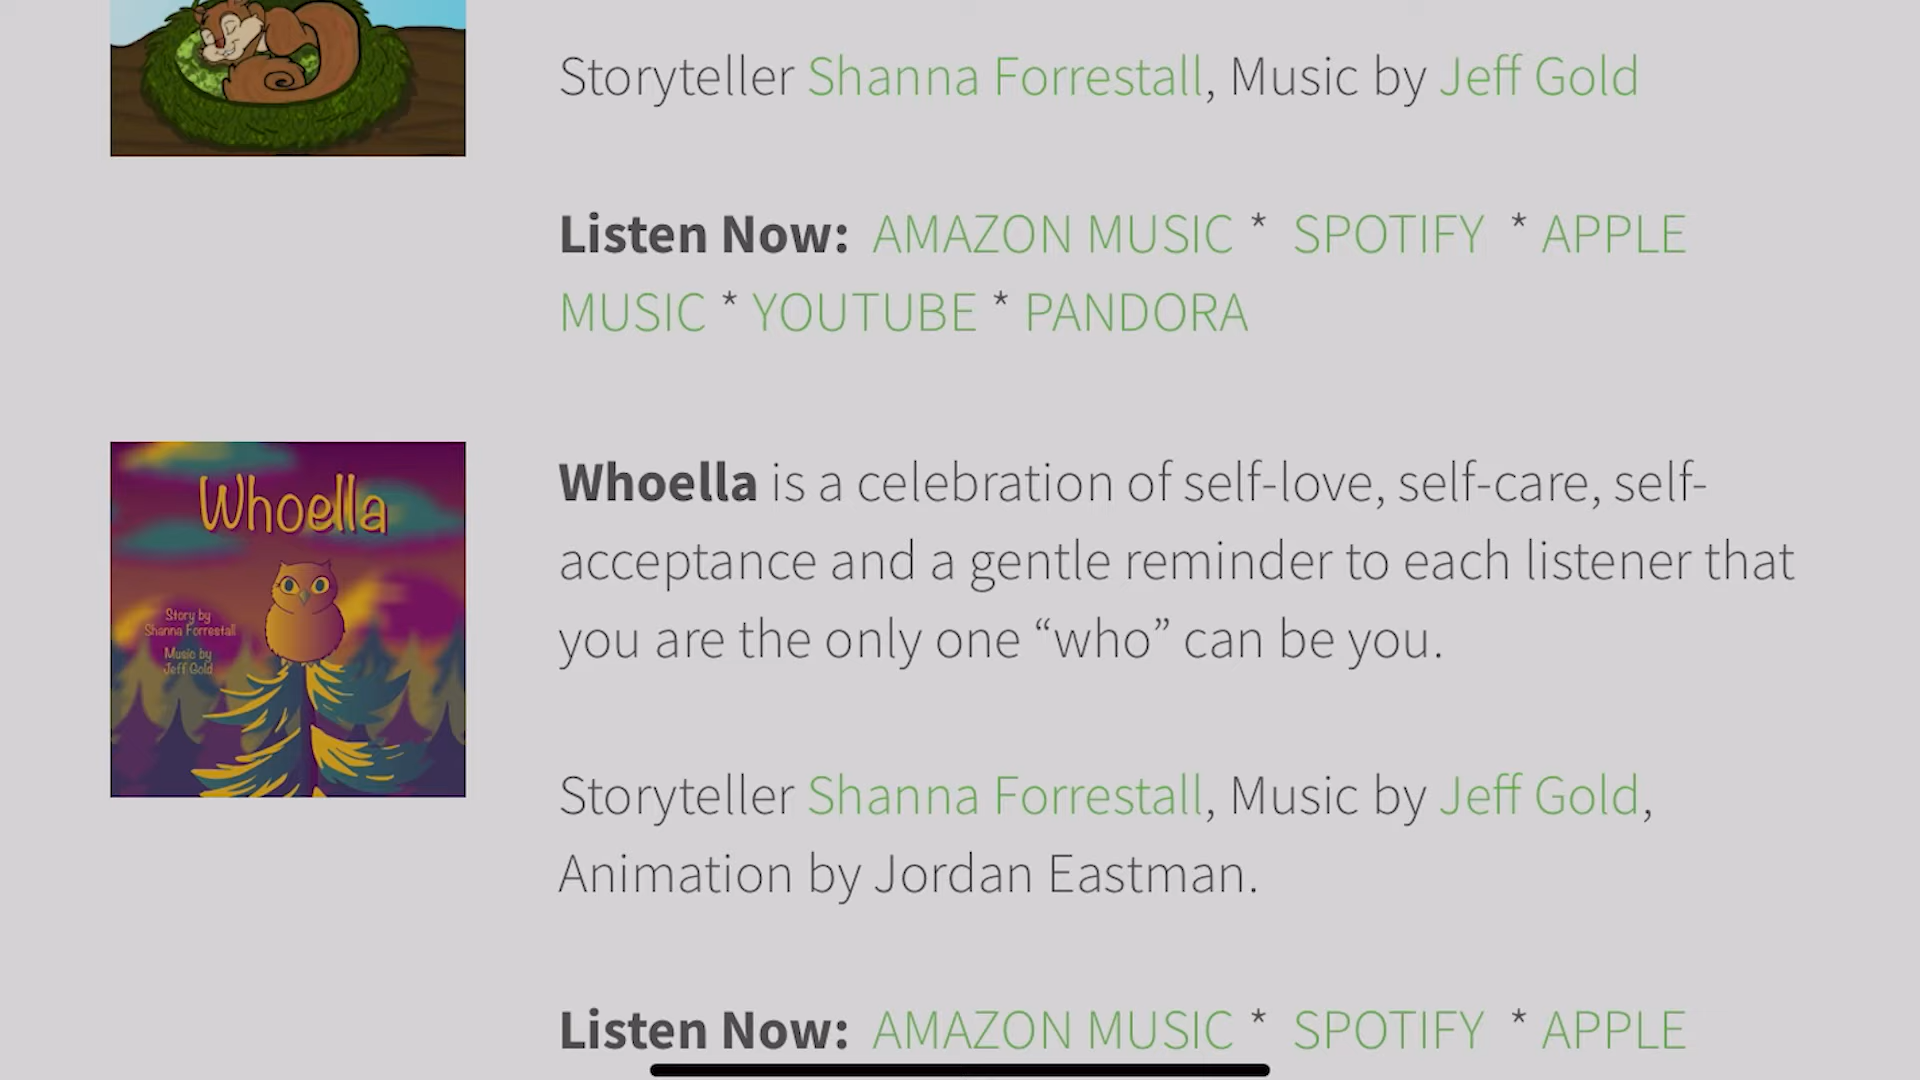 Storyteller Shanna Forrestall, Music by Jeff Gold
Listen Now: AMAZON MUSIC * SPOTIFY * APPLE
MUSIC * YOUTUBE * PANDORA
Whoella
Story by
Shanna Forrestall
Music by
Jeff Gold
Whoella is a celebration of self-love, self-care, self-
acceptance and a gentle reminder to each listener that
you are the only one “who” can be you.
Storyteller Shanna Forrestall, Music by Jeff Gold,
Animation by Jordan Eastman.
Listen Now: AMAZON MUSIC * SPOTIFY * APPLE